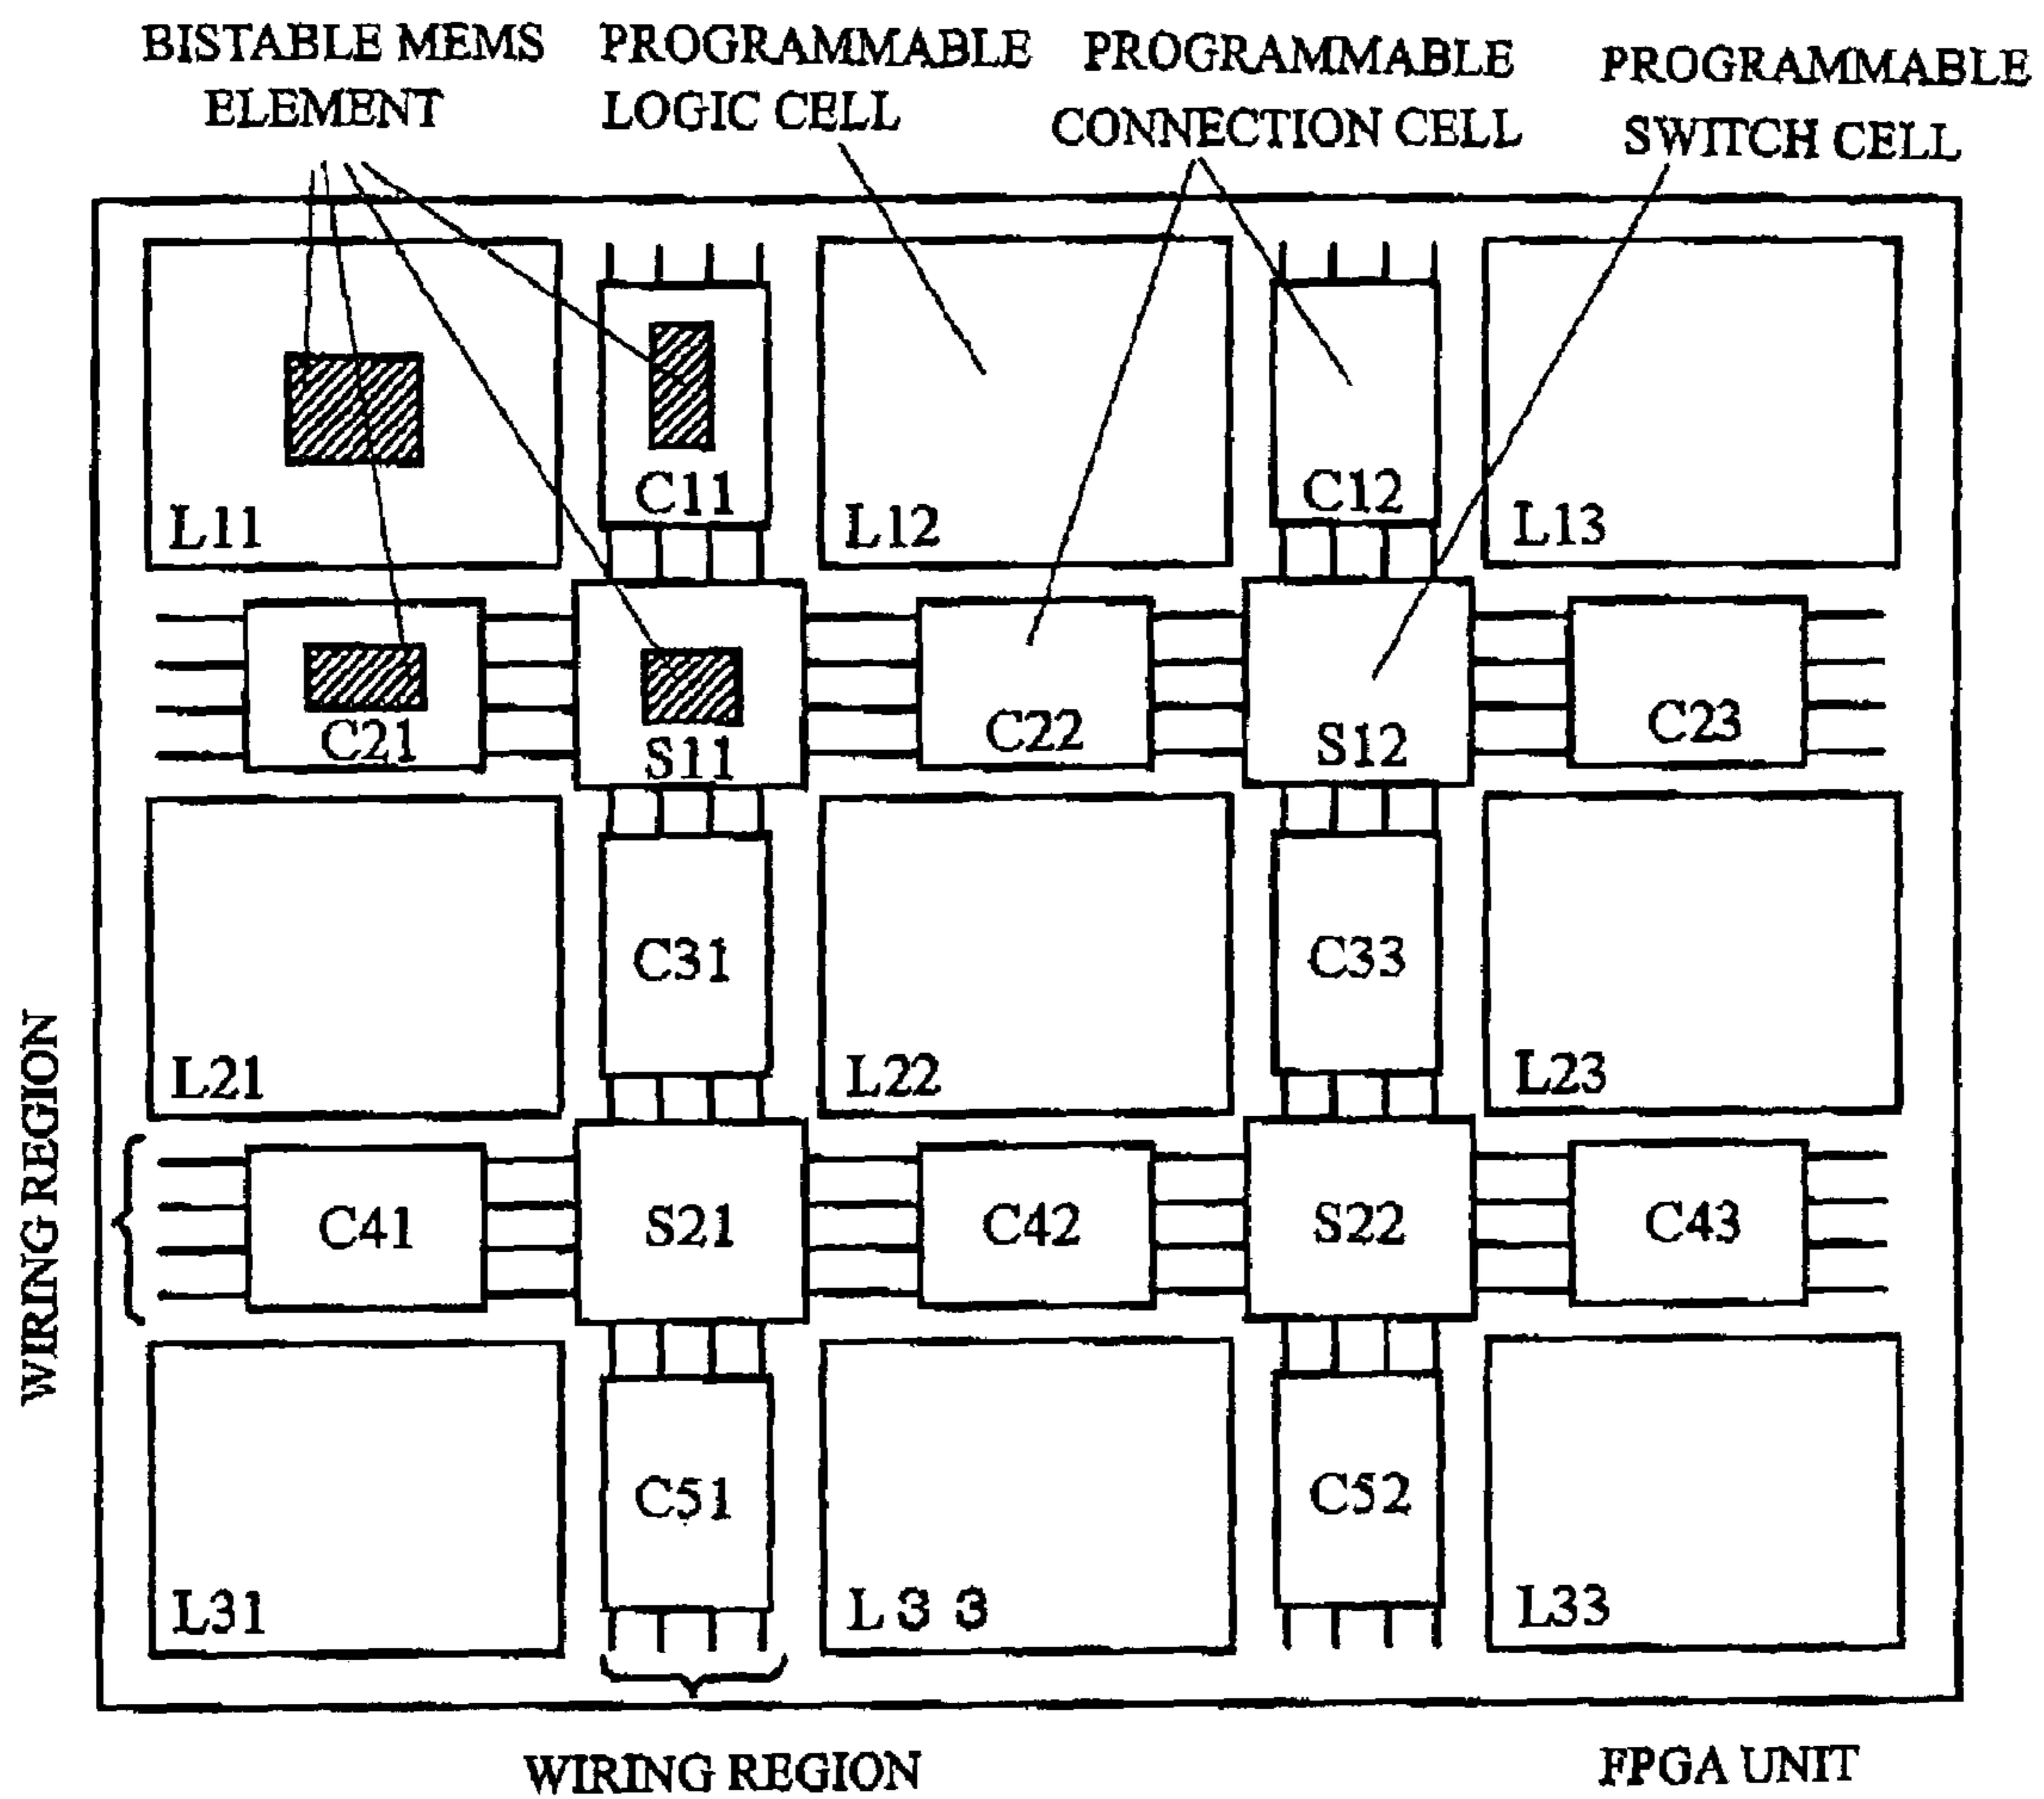 BISTABLE MEMS
ELEMENT
PROGRAMMABLE
LOGIC CELL
PROGRAMMABLE
CONNECTION CELL
PROGRAMMABLE
SWITCH CELL
L11
C11
L12
C12
L13
C21
S11
C22
S12
C23
L21
C31
L22
C33
L23
WIRING REGION
C41
S21
C42
S22
C43
L31
C51
L3 3
C52
L33
WIRING REGION
FPGA UNIT